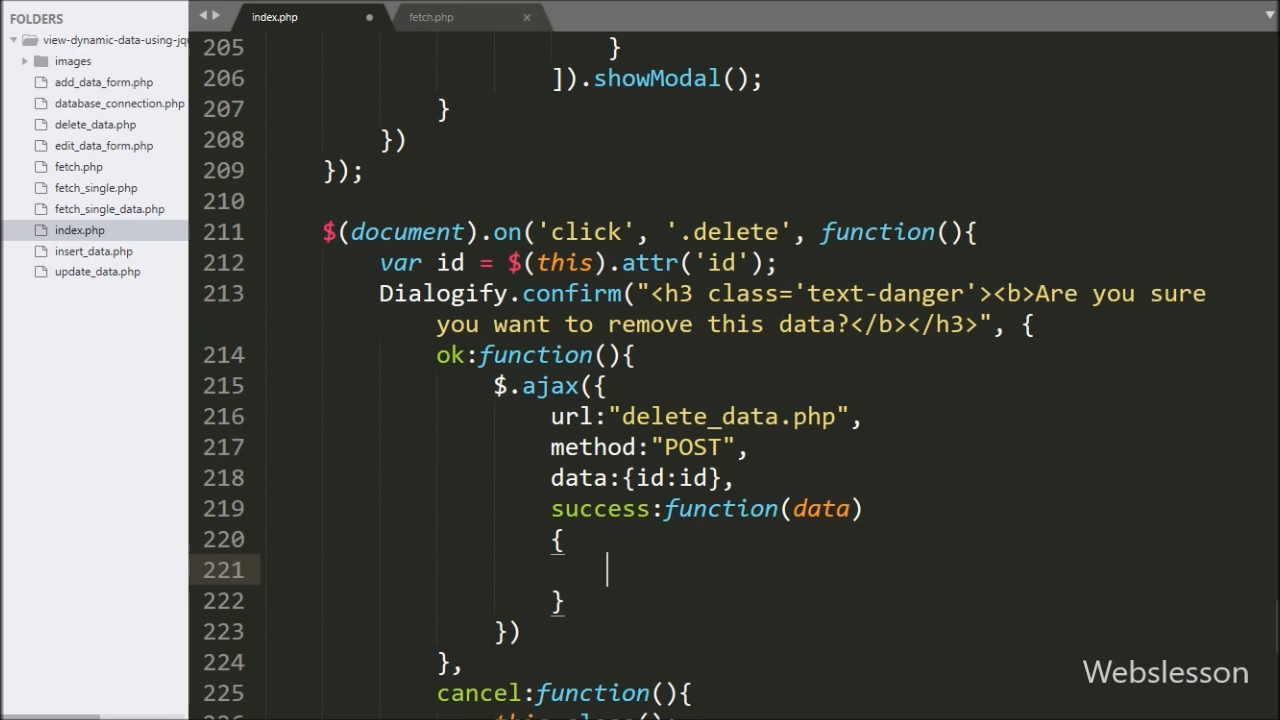 FOLDERS
view-dynamic-data-using-jqu
images
add_data_form.php
database_connection.php
delete_data.php
edit_data_form.php
fetch.php
fetch_single.php
fetch_single_data.php
index.php
insert_data.php
update_data.php
index.php
fetch.php
205 }
206 ]).showModal();
207 }
208 })
209 });
210
211 $(document).on('click', '.delete', function(){
212 var id = $(this).attr('id');
213 Dialogify.confirm("<h3 class='text-danger'><b>Are you sure
you want to remove this data?</b></h3>", {
214 ok:function(){
215 $.ajax({
216 url:"delete_data.php",
217 method:"POST",
218 data:{id:id},
219 success:function(data)
220 {
221
222 }
223 })
224 },
225 cancel:function(){
226 this.close();
Webslesson